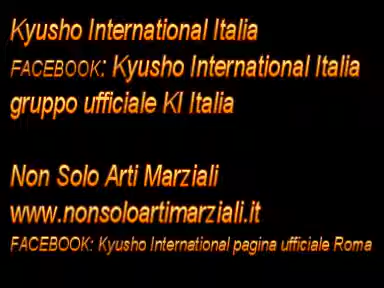 Kyusho International Italia
FACEBOOK: Kyusho International Italia
gruppo ufficiale KI Italia
Non Solo Arti Marziali
www.nonsoloartimarziali.it
FACEBOOK: Kyusho International pagina ufficiale Roma